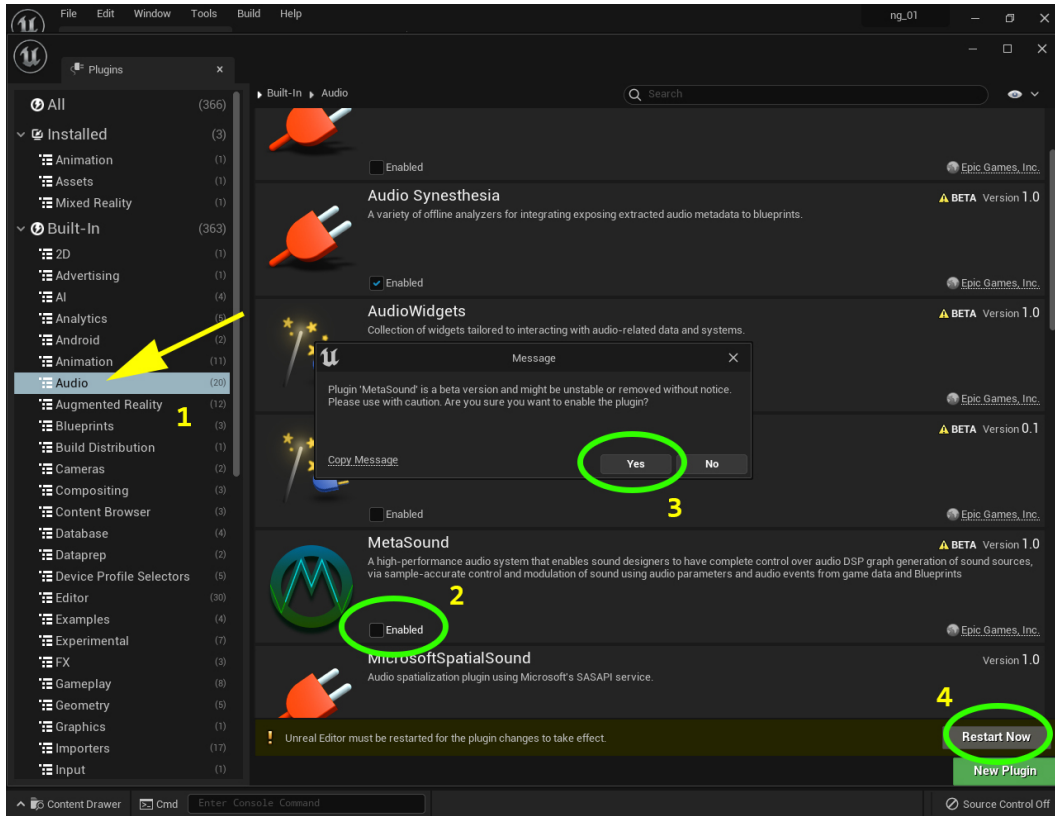 File Edit Window Tools Build Help
ng_01
Plugins
All (366)
Installed (3)
Animation (1)
Assets (1)
Mixed Reality (1)
Built-In (363)
2D (1)
Advertising (1)
AI (4)
Analytics (5)
Android (2)
Animation (11)
Audio (20)
Augmented Reality (12)
1
Blueprints (3)
Build Distribution (1)
Cameras (2)
Compositing (3)
Content Browser (3)
Database (4)
Dataprep (2)
Device Profile Selectors (5)
Editor (30)
Examples (4)
Experimental (7)
FX (3)
Gameplay (8)
Geometry (5)
Graphics (1)
Importers (17)
Input (1)
Built-In Audio
Search
Enabled
Epic Games, Inc.
Audio Synesthesia
BETA Version 1.0
A variety of offline analyzers for integrating exposing extracted audio metadata to blueprints.
Enabled
Epic Games, Inc.
AudioWidgets
BETA Version 1.0
Collection of widgets tailored to interacting with audio-related data and systems.
Epic Games, Inc.
BETA Version 0.1
Message
Plugin 'MetaSound' is a beta version and might be unstable or removed without notice.
Please use with caution. Are you sure you want to enable the plugin?
Copy Message
Yes
No
3
Enabled
Epic Games, Inc.
MetaSound
BETA Version 1.0
A high-performance audio system that enables sound designers to have complete control over audio DSP graph generation of sound sources,
via sample-accurate control and modulation of sound using audio parameters and audio events from game data and Blueprints
2
Enabled
Epic Games, Inc.
MicrosoftSpatialSound
Version 1.0
Audio spatialization plugin using Microsoft's SASAPI service.
4
Unreal Editor must be restarted for the plugin changes to take effect.
Restart Now
New Plugin
Content Drawer
Cmd
Enter Console Command
Source Control Off